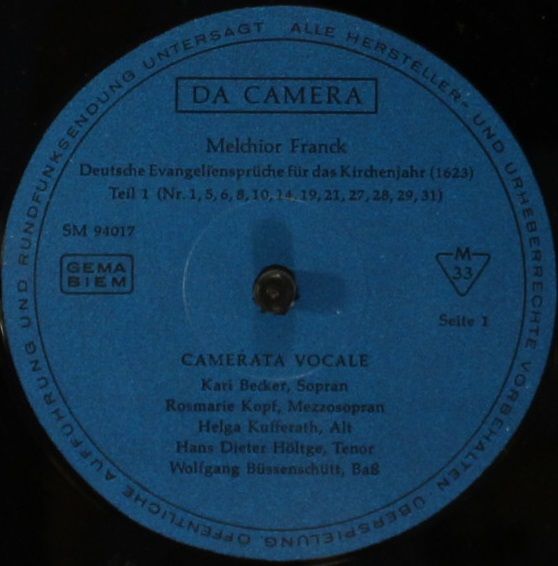 ALLE HERSTELLER- UND URHEBERRECHTE VORBEHALTEN ÜBERSPIELUNG, ÖFFENTLICHE AUFFÜHRUNG UND RUNDFUNKSENDUNG UNTERSAGT
DA CAMERA
Melchior Franck
Deutsche Evangeliensprüche für das Kirchenjahr (1623)
Teil 1 (Nr. 1, 5, 6, 8, 10, 14, 19, 21, 27, 28, 29, 31)
SM 94017
GEMA
BIEM
M
33
Seite 1
CAMERATA VOCALE
Kari Becker, Sopran
Rosmarie Kopf, Mezzosopran
Helga Kufferath, Alt
Hans Dieter Höltge, Tenor
Wolfgang Büssenschütt, Baß